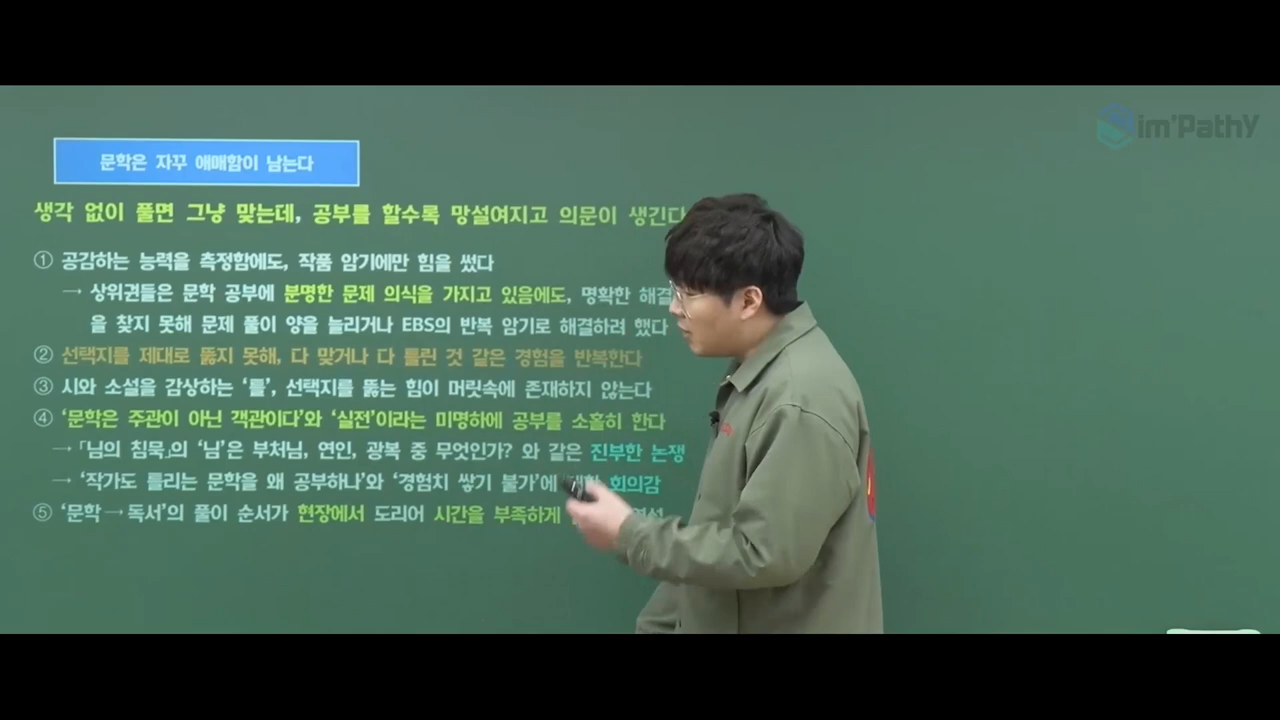 im'PathY
문학은 자꾸 애매함이 남는다
생각 없이 풀면 그냥 맞는데, 공부를 할수록 망설여지고 의문이 생긴다
① 공감하는 능력을 측정함에도, 작품 암기에만 힘을 썼다
→ 상위권들은 문학 공부에 분명한 문제 의식을 가지고 있음에도, 명확한 해결
을 찾지 못해 문제 풀이 양을 늘리거나 EBS의 반복 암기로 해결하려 했다
② 선택지를 제대로 뚫지 못해, 다 맞거나 다 틀린 것 같은 경험을 반복한다
③ 시와 소설을 감상하는 ‘틀’, 선택지를 뚫는 힘이 머릿속에 존재하지 않는다
④ ‘문학은 주관이 아닌 객관이다’와 ‘실전’이라는 미명하에 공부를 소홀히 한다
→ 「님의 침묵」의 ‘님’은 부처님, 연인, 광복 중 무엇인가? 와 같은 진부한 논쟁
→ ‘작가도 틀리는 문학을 왜 공부하나’와 ‘경험치 쌓기 불가’에 회의감
⑤ ‘문학→독서’의 풀이 순서가 현장에서 도리어 시간을 부족하게